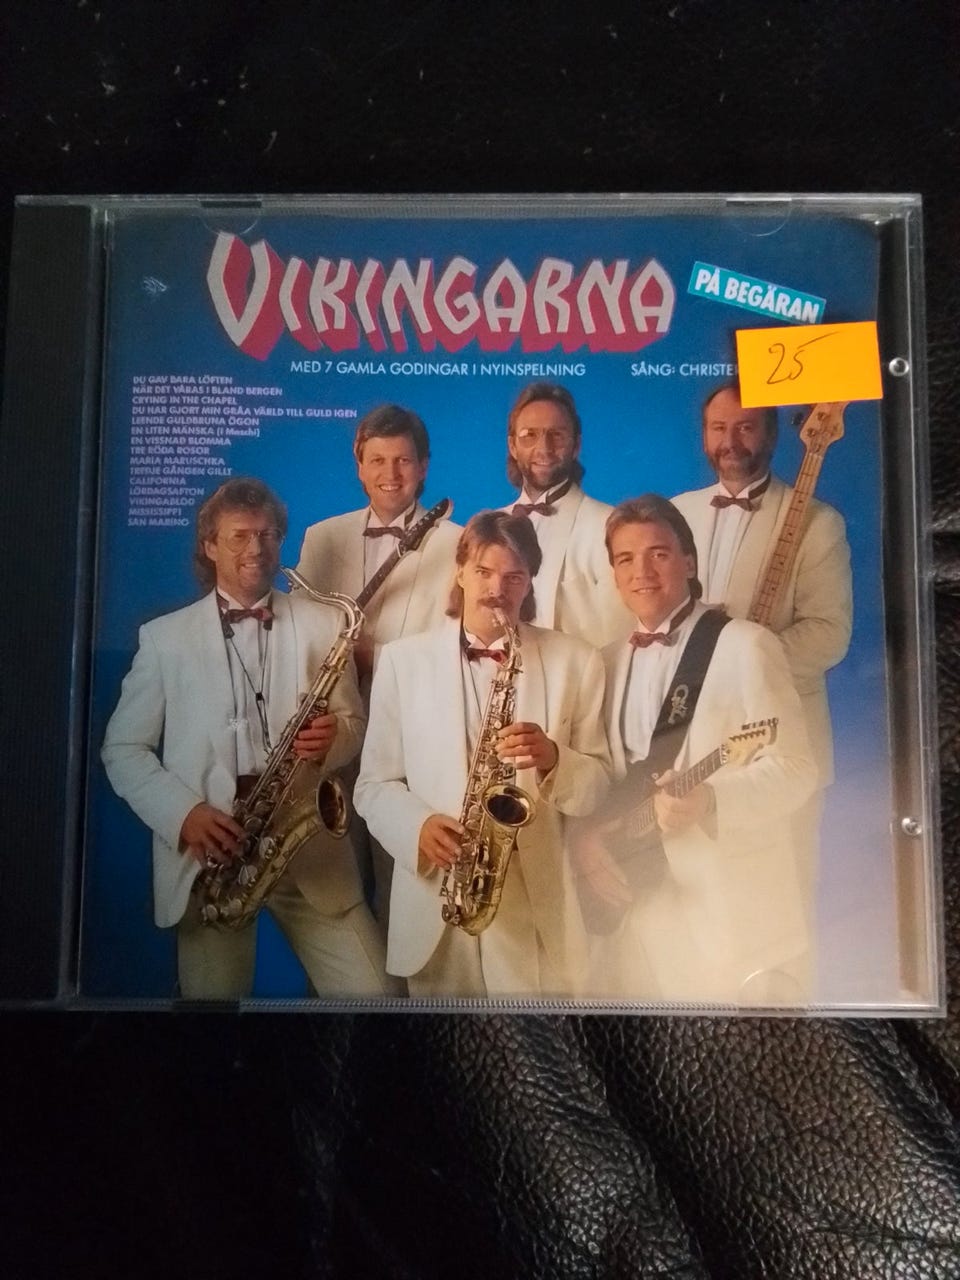 VIKINGARNA
PÅ BEGÄRAN
MED 7 GAMLA GODINGAR I NYINSPELNING
SÅNG: CHRISTER
25
DU GAV BARA LÖFTEN
NÄR DET VÅRAS I BLAND BERGEN
CRYING IN THE CHAPEL
DU HAR GJORT MIN GRÅA VÄRLD TILL GULD IGEN
LEENDE GULDBRUNA ÖGON
EN LITEN MÄNSKA (I Moschi)
EN VISSNAD BLOMMA
TRE RÖDA ROSOR
MARIA MARUSCHKA
TREDJE GÅNGEN GILLT
CALIFORNIA
LÖRDAGSAFTON
VIKINGABLOD
MISSISSIPPI
SAN MARINO